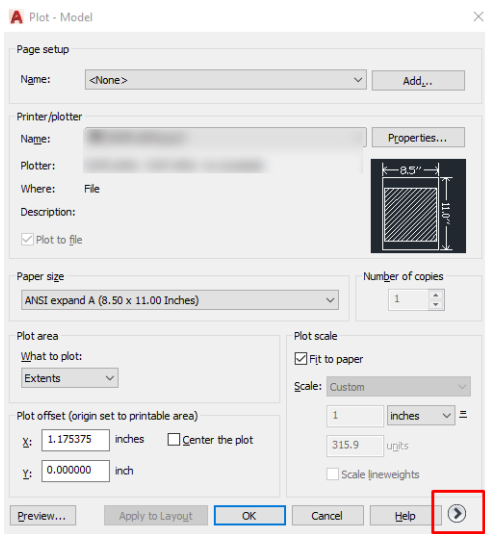 Plot - Model
Page setup
Name: <None> Add...
Printer/plotter
Name: Properties...
Plotter:
Where: File
Description:
Plot to file
8.5″
11.0″
Paper size
ANSI expand A (8.50 x 11.00 Inches)
Number of copies
1
Plot area
What to plot:
Extents
Plot scale
Fit to paper
Scale: Custom
1 inches =
315.9 units
Scale lineweights
Plot offset (origin set to printable area)
X: 1.175375 inches Center the plot
Y: 0.000000 inch
Preview... Apply to Layout OK Cancel Help